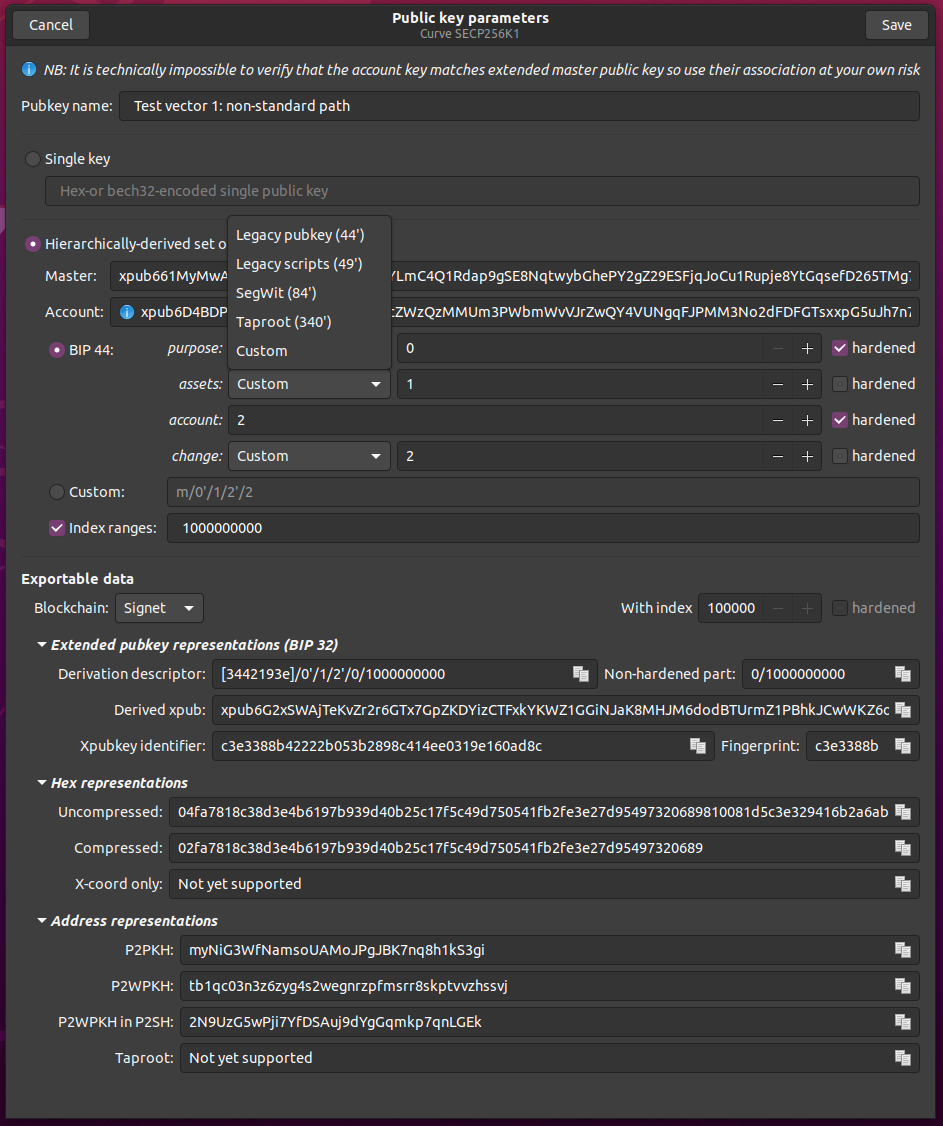 Cancel
Public key parameters
Curve SECP256K1
Save
NB: It is technically impossible to verify that the account key matches extended master public key so use their association at your own risk
Pubkey name: Test vector 1: non-standard path
Single key
Hex-or bech32-encoded single public key
Hierarchically-derived set o
Legacy pubkey (44')
Legacy scripts (49')
SegWit (84')
Taproot (340')
Custom
Master: xpub661MyMwA YLmC4Q1Rdap9gSE8NqtwybGhePY2gZ29ESFjqJoCu1Rupje8YtGqsefD265TMg7
Account: xpub6D4BDP cZWzQzMMUm3PWbmWvVJrZwQY4VUNgqFJPMM3No2dFDFGTsxxpG5uJh7n7
BIP 44: purpose: 0 − + hardened
assets: Custom 1 − + hardened
account: 2 − + hardened
change: Custom 2 − + hardened
Custom: m/0'/1/2'/2
Index ranges: 1000000000
Exportable data
Blockchain: Signet With index 100000 − + hardened
Extended pubkey representations (BIP 32)
Derivation descriptor: [3442193e]/0'/1/2'/0/1000000000 Non-hardened part: 0/1000000000
Derived xpub: xpub6G2xSWAjTeKvZr2r6GTx7GpZKDYizCTFxkYKWZ1GGiNJaK8MHJM6dodBTUrmZ1PBhkJCwWKZ6c
Xpubkey identifier: c3e3388b42222b053b2898c414ee0319e160ad8c Fingerprint: c3e3388b
Hex representations
Uncompressed: 04fa7818c38d3e4b6197b939d40b25c17f5c49d750541fb2fe3e27d95497320689810081d5c3e329416b2a6ab
Compressed: 02fa7818c38d3e4b6197b939d40b25c17f5c49d750541fb2fe3e27d95497320689
X-coord only: Not yet supported
Address representations
P2PKH: myNiG3WfNamsoUAMoJPgJBK7nq8h1kS3gi
P2WPKH: tb1qc03n3z6zyg4s2wegnrzpfmsrr8skptvvzhssvj
P2WPKH in P2SH: 2N9UzG5wPji7YfDSAuj9dYgGqmkp7qnLGEk
Taproot: Not yet supported